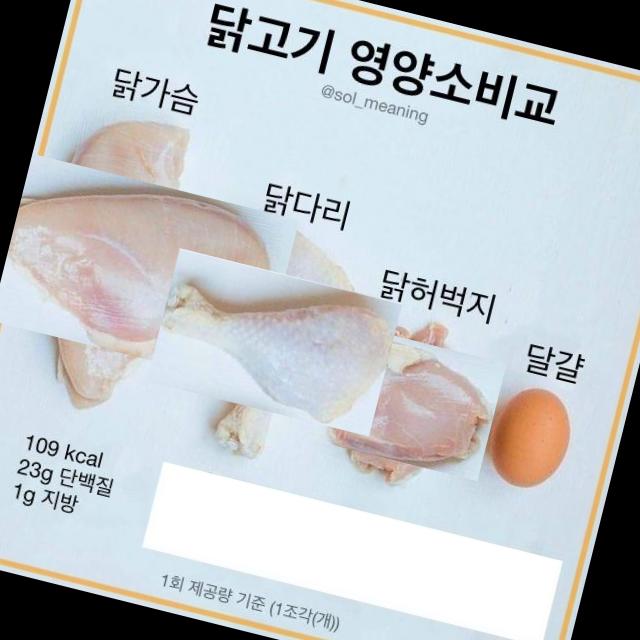 닭고기 영양소비교
@sol_meaning
닭가슴
닭다리
닭허벅지
달걀
109 kcal
23g 단백질
1g 지방
1회 제공량 기준 (1조각(개))